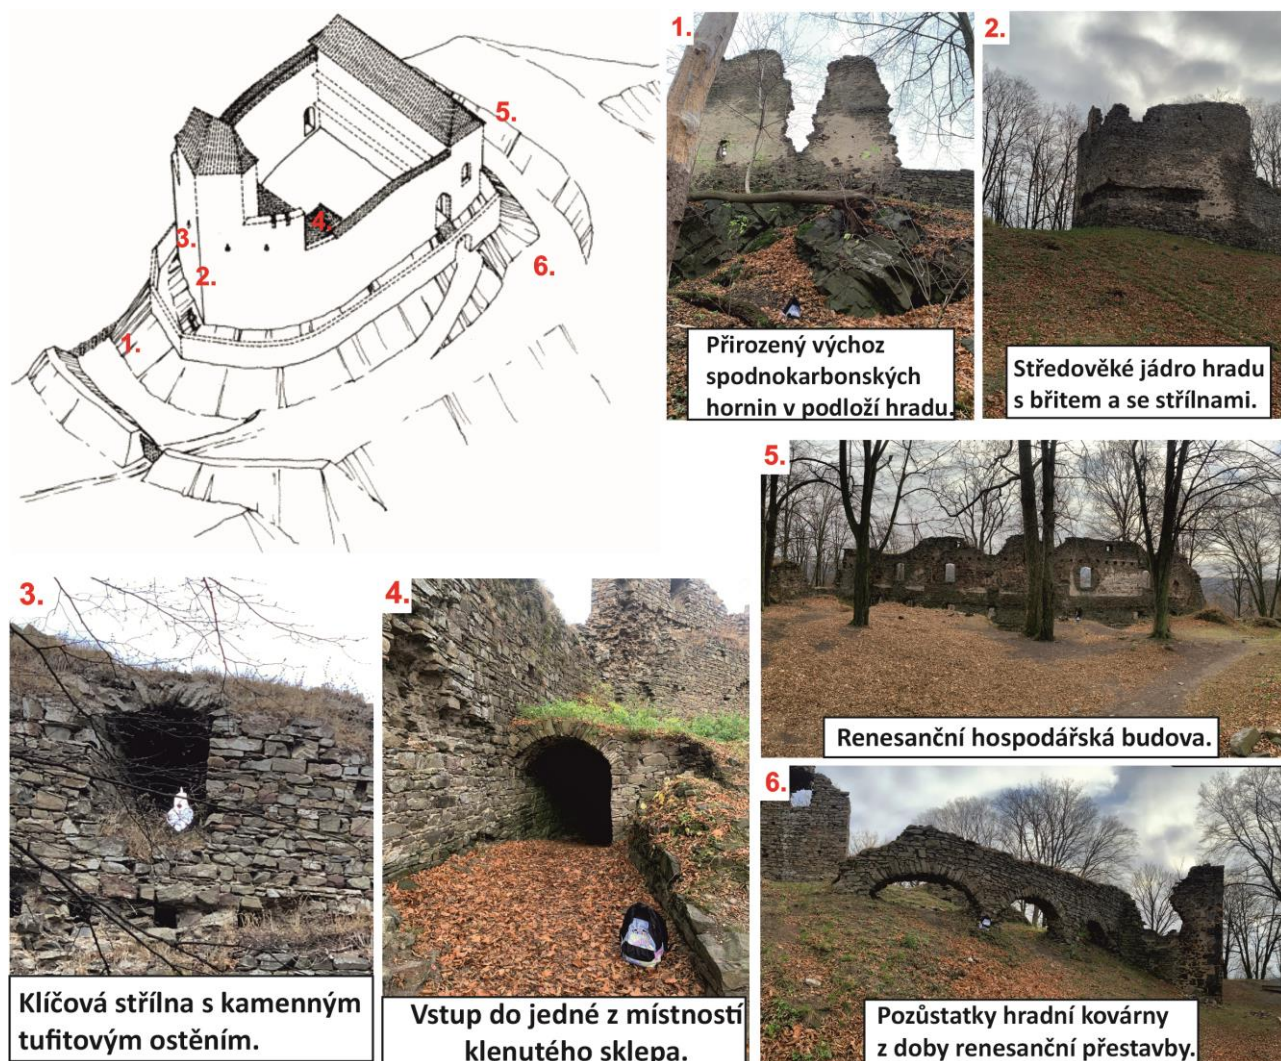 1.
2.
3.
4.
5.
6.
1.
Přirozený výchoz
spodnokarbonských
hornin v podloží hradu.
2.
Středověké jádro hradu
s břitem a se střílnami.
3.
Klíčová střílna s kamenným
tufitovým ostěním.
4.
Vstup do jedné z místností
klenutého sklepa.
5.
Renesanční hospodářská budova.
6.
Pozůstatky hradní kovárny
z doby renesanční přestavby.